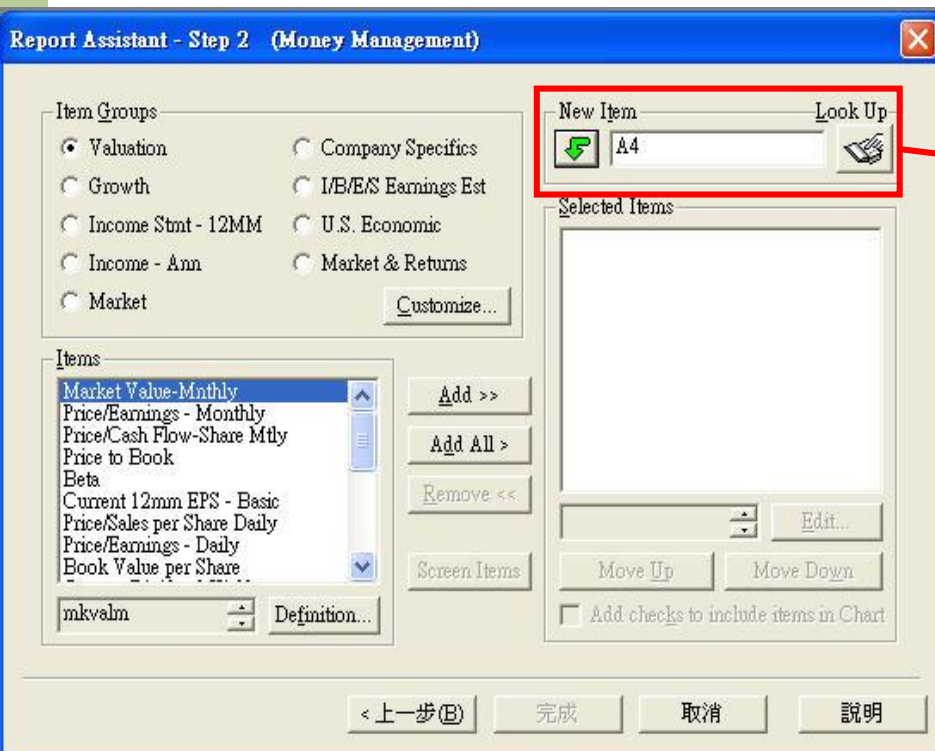 Report Assistant - Step 2 (Money Management)
Item Groups
Valuation
Company Specifics
Growth
I/B/E/S Earnings Est
Income Stmt - 12MM
U.S. Economic
Income - Ann
Market & Returns
Market
Customize...
New Item
Look Up
A4
Selected Items
Items
Market Value-Mnthly
Price/Earnings - Monthly
Price/Cash Flow-Share Mtly
Price to Book
Beta
Current 12mm EPS - Basic
Price/Sales per Share Daily
Price/Earnings - Daily
Book Value per Share
mkvalm
Definition...
Add >>
Add All >
Remove <<
Screen Items
Edit...
Move Up
Move Down
Add checks to include items in Chart
<上一步(B)
完成
取消
說明